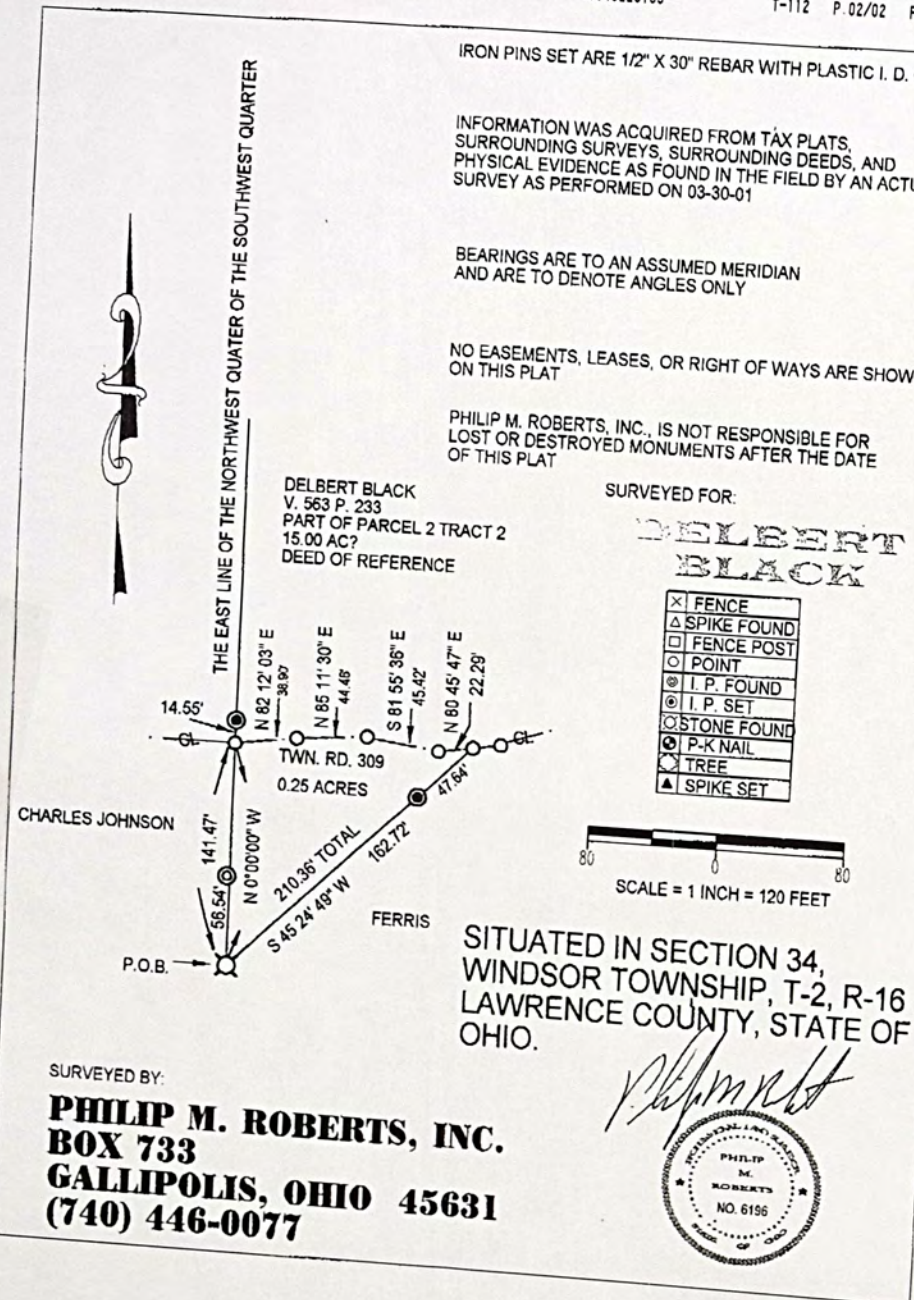 T-112 P.02/02
IRON PINS SET ARE 1/2" X 30" REBAR WITH PLASTIC I. D.
INFORMATION WAS ACQUIRED FROM TAX PLATS,
SURROUNDING SURVEYS, SURROUNDING DEEDS, AND
PHYSICAL EVIDENCE AS FOUND IN THE FIELD BY AN ACTU
SURVEY AS PERFORMED ON 03-30-01
BEARINGS ARE TO AN ASSUMED MERIDIAN
AND ARE TO DENOTE ANGLES ONLY
NO EASEMENTS, LEASES, OR RIGHT OF WAYS ARE SHOW
ON THIS PLAT
PHILIP M. ROBERTS, INC., IS NOT RESPONSIBLE FOR
LOST OR DESTROYED MONUMENTS AFTER THE DATE
OF THIS PLAT
THE EAST LINE OF THE NORTHWEST QUATER OF THE SOUTHWEST QUARTER
DELBERT BLACK
V. 563 P. 233
PART OF PARCEL 2 TRACT 2
15.00 AC?
DEED OF REFERENCE
SURVEYED FOR:
DELBERT
BLACK
FENCE
SPIKE FOUND
FENCE POST
POINT
I. P. FOUND
I. P. SET
STONE FOUND
P-K NAIL
TREE
SPIKE SET
N 82 12' 03" E
38.90'
N 85 11' 30" E
44.46'
S 81 55' 36" E
45.42'
N 80 45' 47" E
22.29'
14.55'
CL
CL
TWN. RD. 309
0.25 ACRES
47.64'
CHARLES JOHNSON
141.47'
N 0°00'00" W
56.54'
210.36' TOTAL
162.72'
S 45 24' 49" W
FERRIS
P.O.B.
80 0 80
SCALE = 1 INCH = 120 FEET
SITUATED IN SECTION 34,
WINDSOR TOWNSHIP, T-2, R-16
LAWRENCE COUNTY, STATE OF
OHIO.
SURVEYED BY:
PHILIP M. ROBERTS, INC.
BOX 733
GALLIPOLIS, OHIO 45631
(740) 446-0077
PHILIP
M.
ROBERTS
NO. 6196
STATE OF OHIO